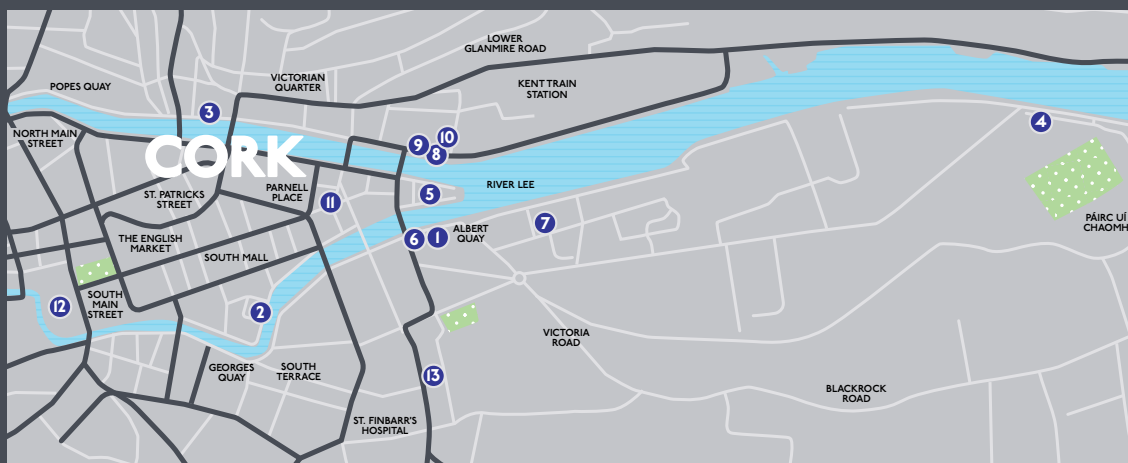 LOWER
GLANMIRE ROAD
POPES QUAY
VICTORIAN
QUARTER
KENT TRAIN
STATION
3
4
NORTH MAIN
STREET
CORK
9
10
8
ST. PATRICKS
STREET
PARNELL
PLACE
11
5
RIVER LEE
7
PÁIRC UÍ
CHAOMH
THE ENGLISH
MARKET
SOUTH MALL
6
1
ALBERT
QUAY
12
SOUTH
MAIN
STREET
2
VICTORIA
ROAD
GEORGES
QUAY
SOUTH
TERRACE
13
BLACKROCK
ROAD
ST. FINBARR'S
HOSPITAL